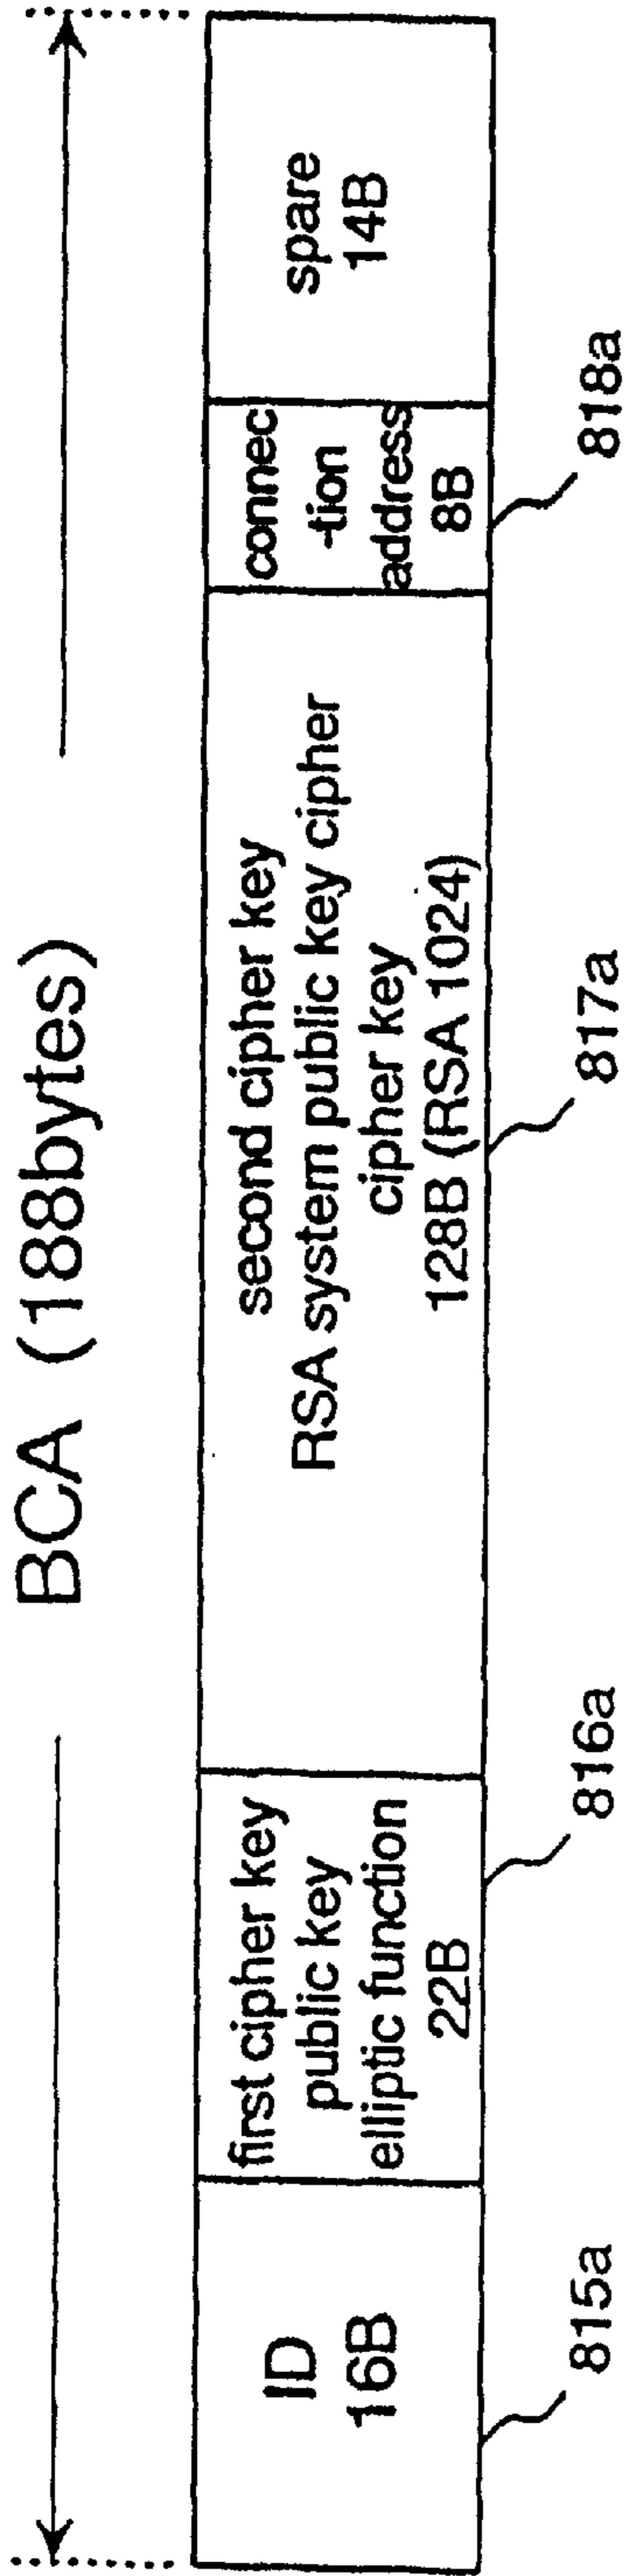 BCA (188bytes)
ID
16B
first cipher key
public key
elliptic function
22B
second cipher key
RSA system public key cipher
cipher key
128B (RSA 1024)
connec
-tion
address
8B
spare
14B
815a
816a
817a
818a